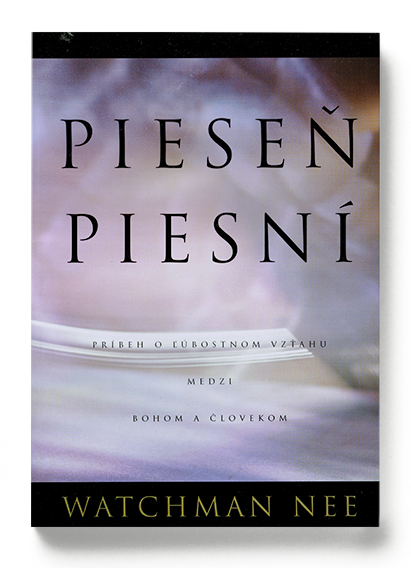 PIESEŇ
PIESNÍ
PRÍBEH O ĽÚBOSTNOM VZŤAHU
MEDZI
BOHOM A ČLOVEKOM
WATCHMAN NEE